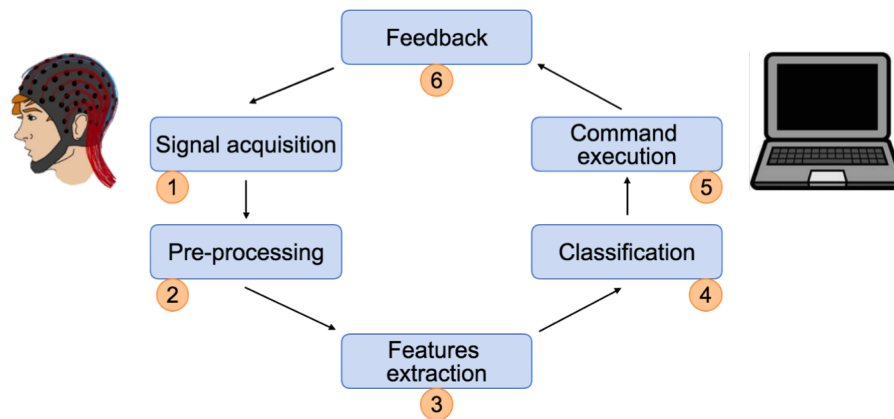 Feedback
6
Signal acquisition
1
Command
execution
5
Pre-processing
2
Classification
4
Features
extraction
3